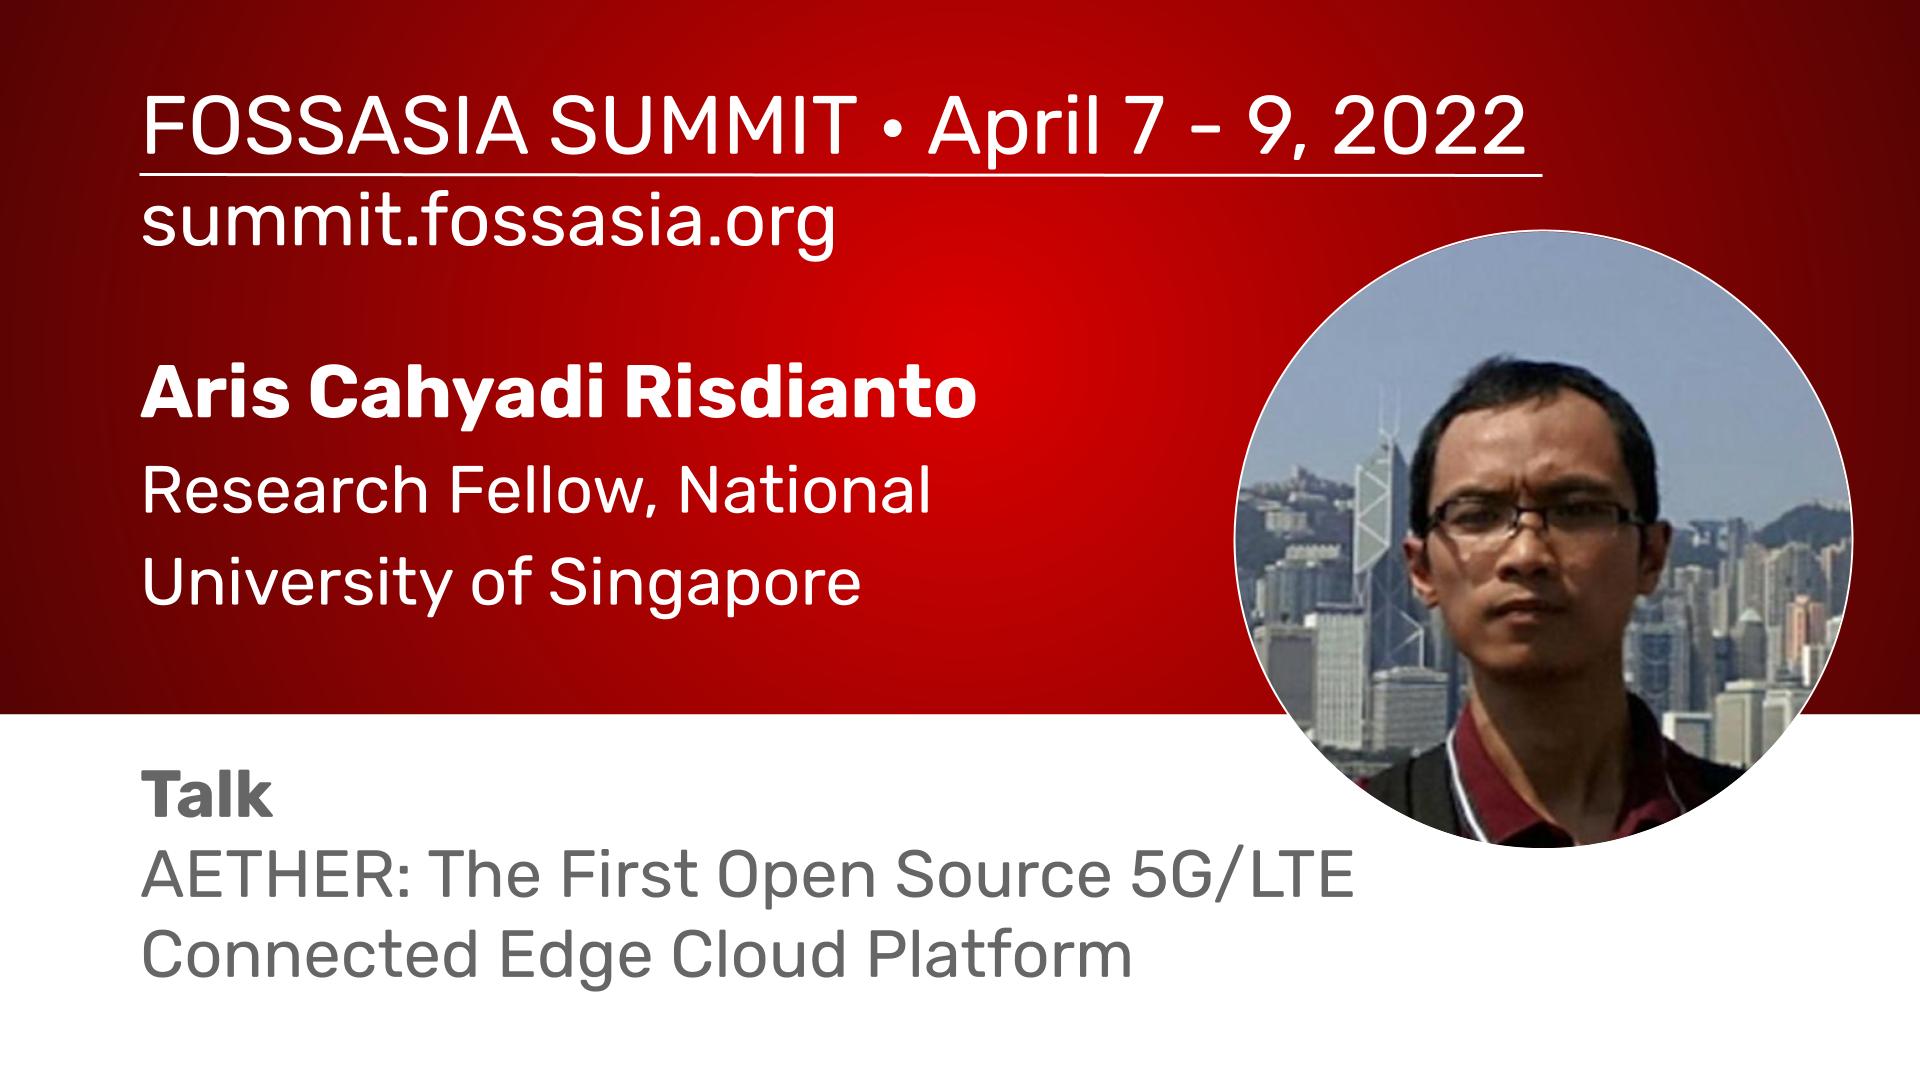 FOSSASIA SUMMIT • April 7 - 9, 2022
summit.fossasia.org
Aris Cahyadi Risdianto
Research Fellow, National
University of Singapore
Talk
AETHER: The First Open Source 5G/LTE
Connected Edge Cloud Platform